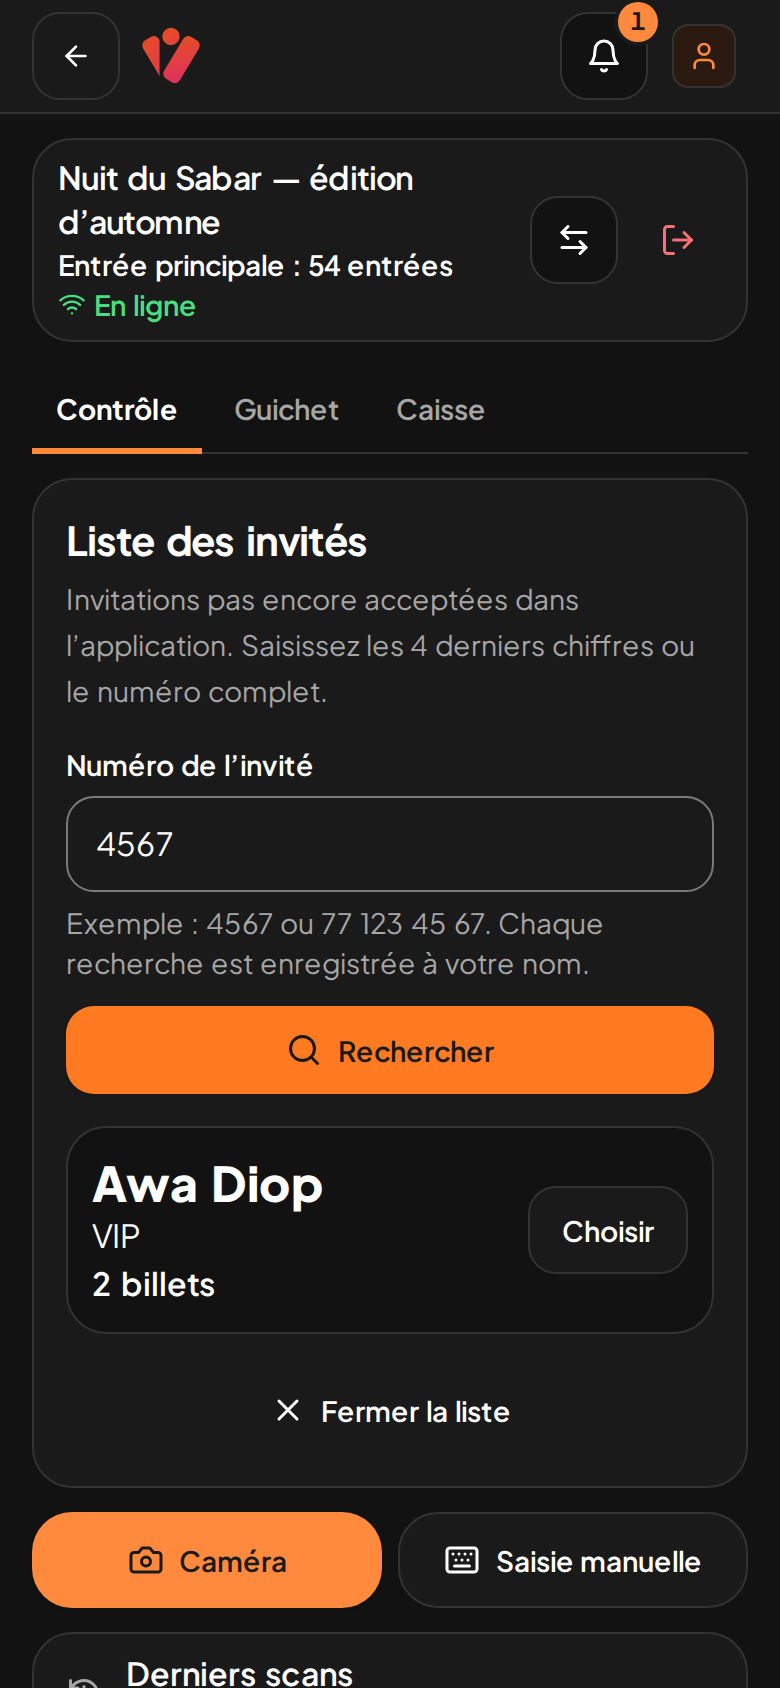 1
Nuit du Sabar — édition
d’automne
Entrée principale : 54 entrées
En ligne
Contrôle
Guichet
Caisse
Liste des invités
Invitations pas encore acceptées dans
l’application. Saisissez les 4 derniers chiffres ou
le numéro complet.
Numéro de l’invité
4567
Exemple : 4567 ou 77 123 45 67. Chaque
recherche est enregistrée à votre nom.
Rechercher
Awa Diop
VIP
2 billets
Choisir
Fermer la liste
Caméra
Saisie manuelle
Derniers scans